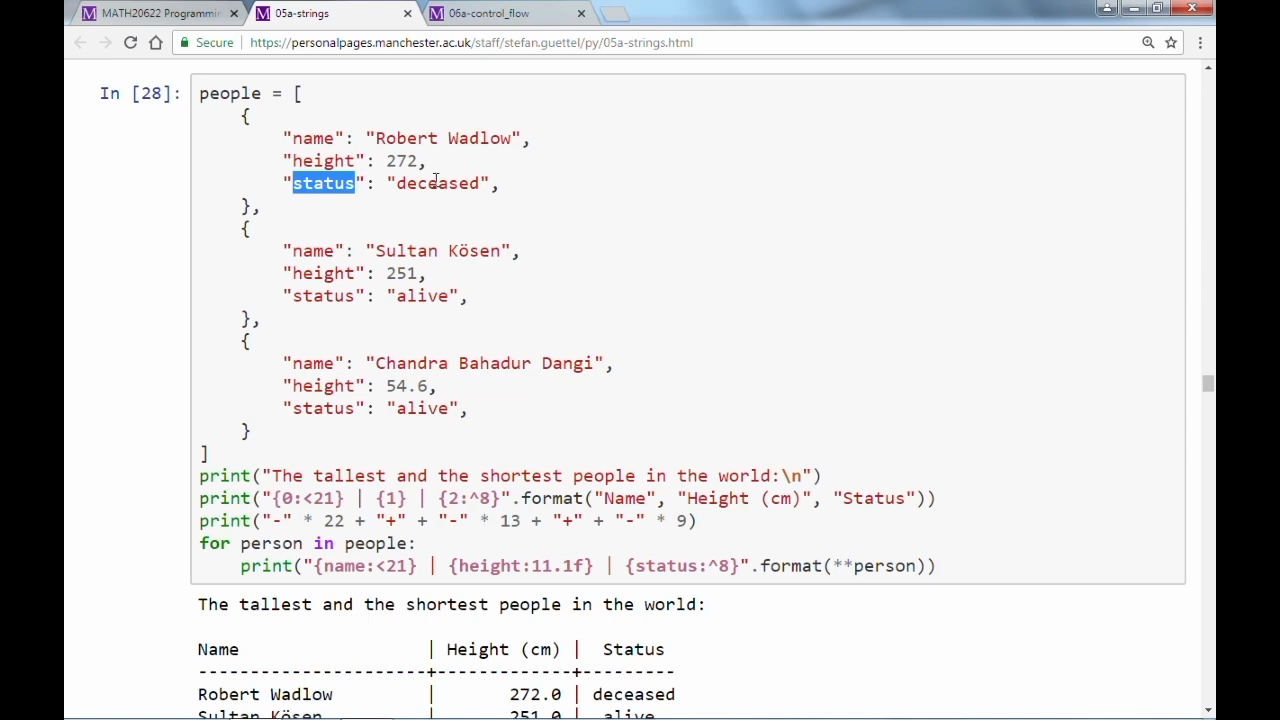 MATH20622 Programmin
05a-strings
06a-control_flow
Secure
https://personalpages.manchester.ac.uk/staff/stefan.guettel/py/05a-strings.html
In [28]:
people = [
    {
        "name": "Robert Wadlow",
        "height": 272,
        "status": "deceased",
    },
    {
        "name": "Sultan Kösen",
        "height": 251,
        "status": "alive",
    },
    {
        "name": "Chandra Bahadur Dangi",
        "height": 54.6,
        "status": "alive",
    }
]
print("The tallest and the shortest people in the world:\n")
print("{0:<21} | {1} | {2:^8}".format("Name", "Height (cm)", "Status"))
print("-" * 22 + "+" + "-" * 13 + "+" + "-" * 9)
for person in people:
    print("{name:<21} | {height:11.1f} | {status:^8}".format(**person))
The tallest and the shortest people in the world:
Name                  | Height (cm) |  Status
----------------------+-------------+---------
Robert Wadlow         |       272.0 | deceased
Sultan Kösen          |       251.0 |  alive